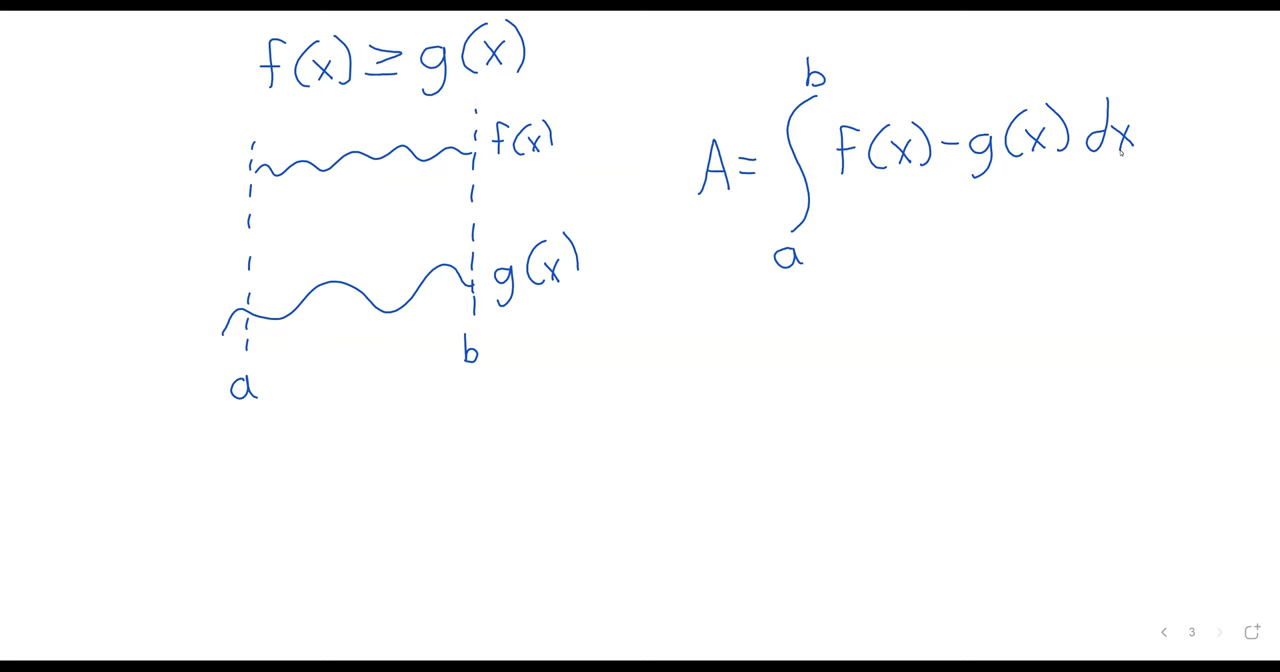 f(x) ≥ g(x)
f(x)
g(x)
a
b
b
A = ∫ f(x) - g(x) dx
a
3